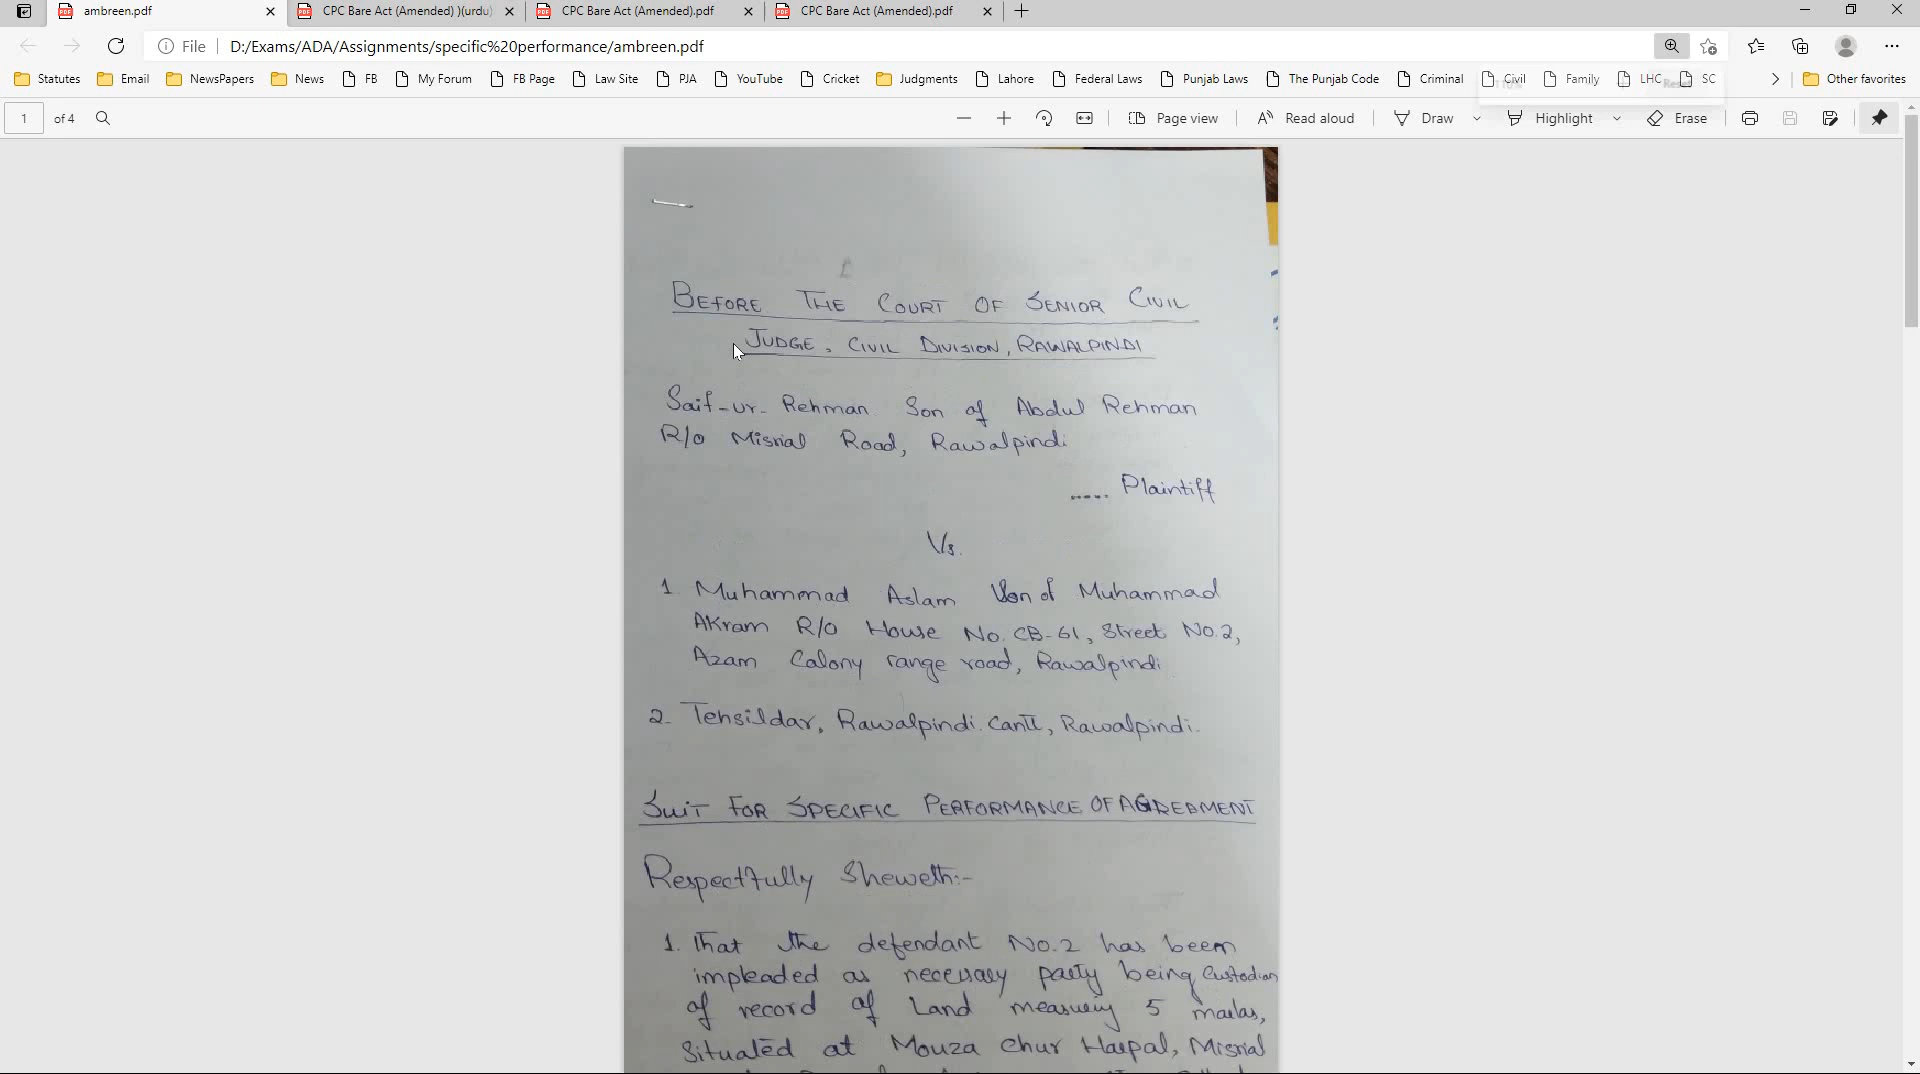 ambreen.pdf
CPC Bare Act (Amended) )(urdu)
CPC Bare Act (Amended).pdf
CPC Bare Act (Amended).pdf
File
D:/Exams/ADA/Assignments/specific%20performance/ambreen.pdf
Statutes
Email
NewsPapers
News
FB
My Forum
FB Page
Law Site
PJA
YouTube
Cricket
Judgments
Lahore
Federal Laws
Punjab Laws
The Punjab Code
Criminal
Civil
Family
LHC
SC
Other favorites
1 of 4
Page view
Read aloud
Draw
Highlight
Erase
BEFORE THE COURT OF SENIOR CIVIL
JUDGE, CIVIL DIVISION, RAWALPINDI
Saif-ur-Rehman Son of Abdul Rehman
R/o Misrial Road, Rawalpindi
..... Plaintiff
Vs.
1. Muhammad Aslam Son of Muhammad
Akram R/o House No. CB-61, Street No.2,
Azam Colony range road, Rawalpindi
2. Tehsildar, Rawalpindi Cantt, Rawalpindi.
SUIT FOR SPECIFIC PERFORMANCE OF AGREEMENT
Respectfully Sheweth:-
1. That the defendant No.2 has been
impleaded as necessary party being Custodian
of record of Land measuring 5 marlas,
Situated at Mouza Chur Harpal, Misrial